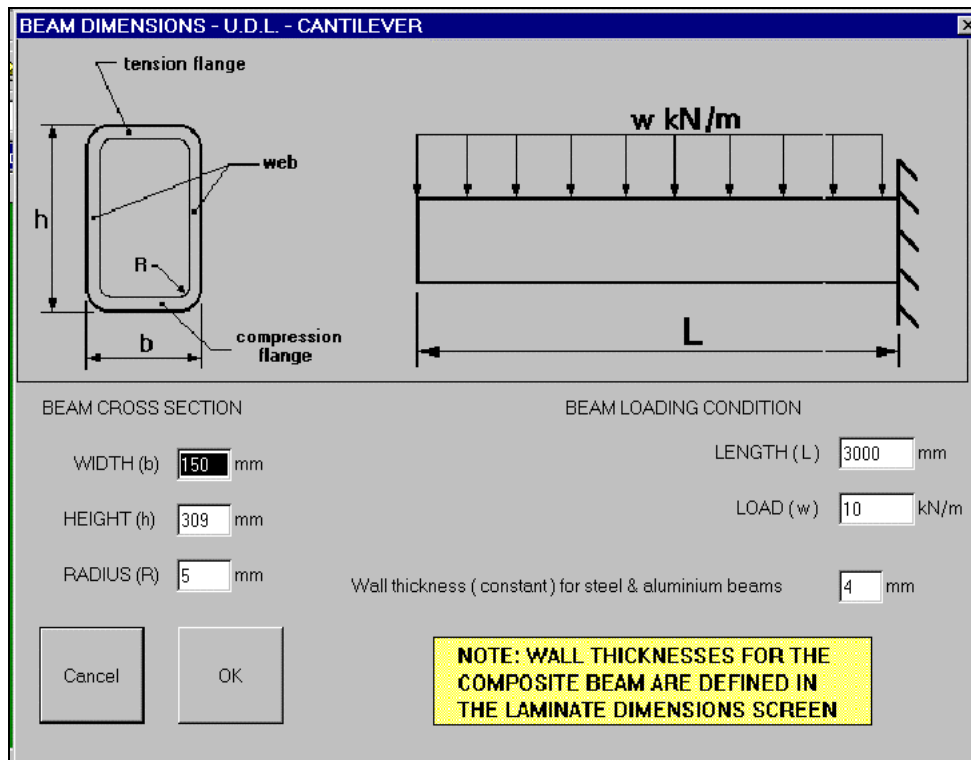 BEAM DIMENSIONS - U.D.L. - CANTILEVER
tension flange
web
h
R
b
compression
flange
w kN/m
L
BEAM CROSS SECTION
WIDTH (b) 150 mm
HEIGHT (h) 309 mm
RADIUS (R) 5 mm
BEAM LOADING CONDITION
LENGTH ( L ) 3000 mm
LOAD ( w ) 10 kN/m
Wall thickness ( constant ) for steel & aluminium beams 4 mm
Cancel
OK
NOTE: WALL THICKNESSES FOR THE
COMPOSITE BEAM ARE DEFINED IN
THE LAMINATE DIMENSIONS SCREEN